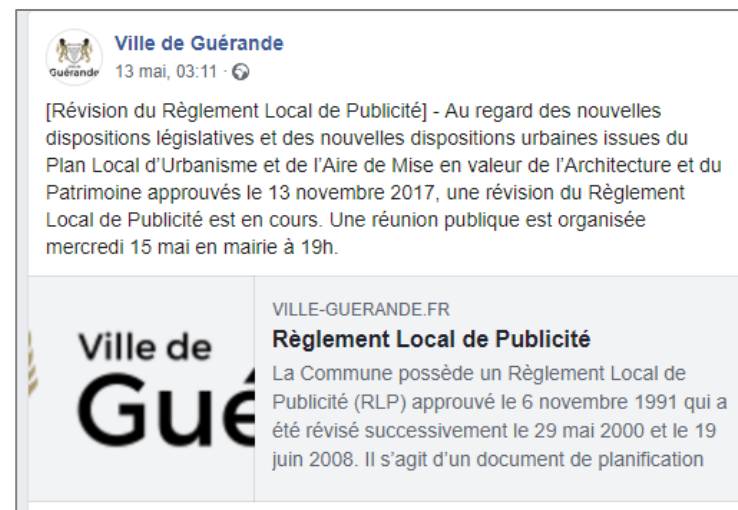 Ville de Guérande
13 mai, 03:11 ·
Guérande
[Révision du Règlement Local de Publicité] - Au regard des nouvelles
dispositions législatives et des nouvelles dispositions urbaines issues du
Plan Local d'Urbanisme et de l'Aire de Mise en valeur de l'Architecture et du
Patrimoine approuvés le 13 novembre 2017, une révision du Règlement
Local de Publicité est en cours. Une réunion publique est organisée
mercredi 15 mai en mairie à 19h.
Ville de
Gué
VILLE-GUERANDE.FR
Règlement Local de Publicité
La Commune possède un Règlement Local de
Publicité (RLP) approuvé le 6 novembre 1991 qui a
été révisé successivement le 29 mai 2000 et le 19
juin 2008. Il s'agit d'un document de planification